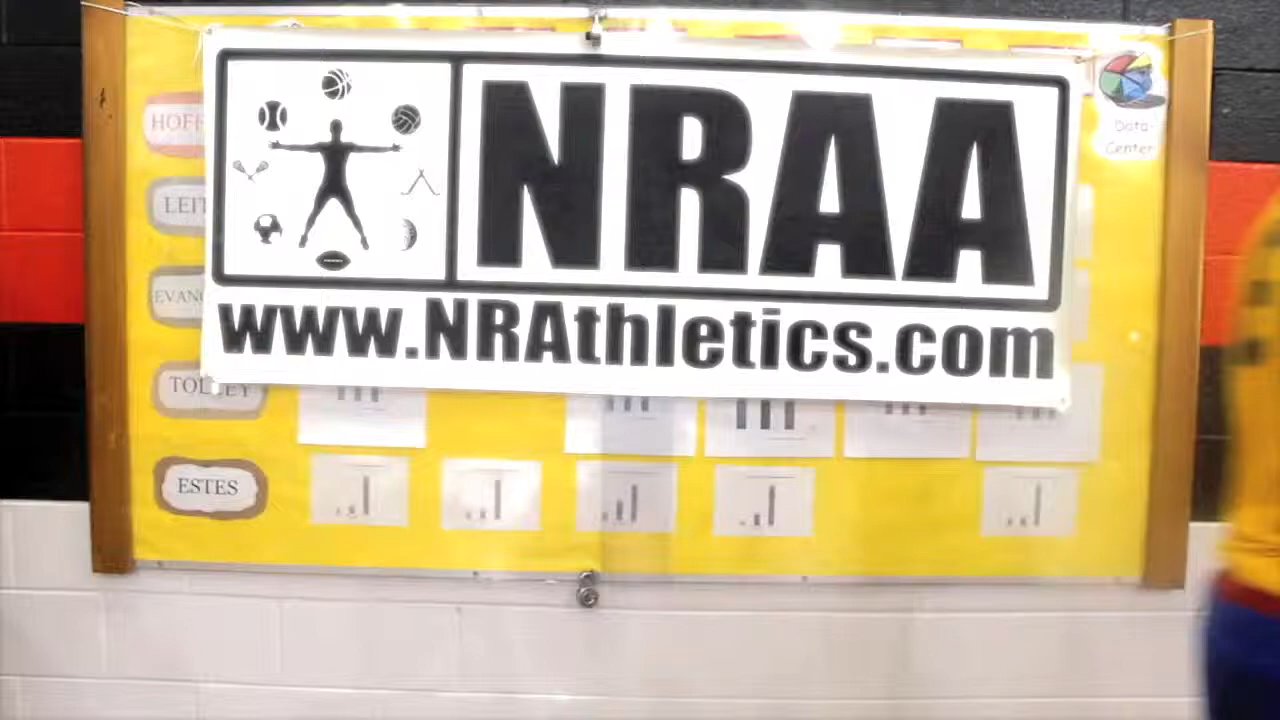 NRAA
www.NRAthletics.com
Data
Center
HOFF
LEIT
EVANG
TOLLEY
ESTES